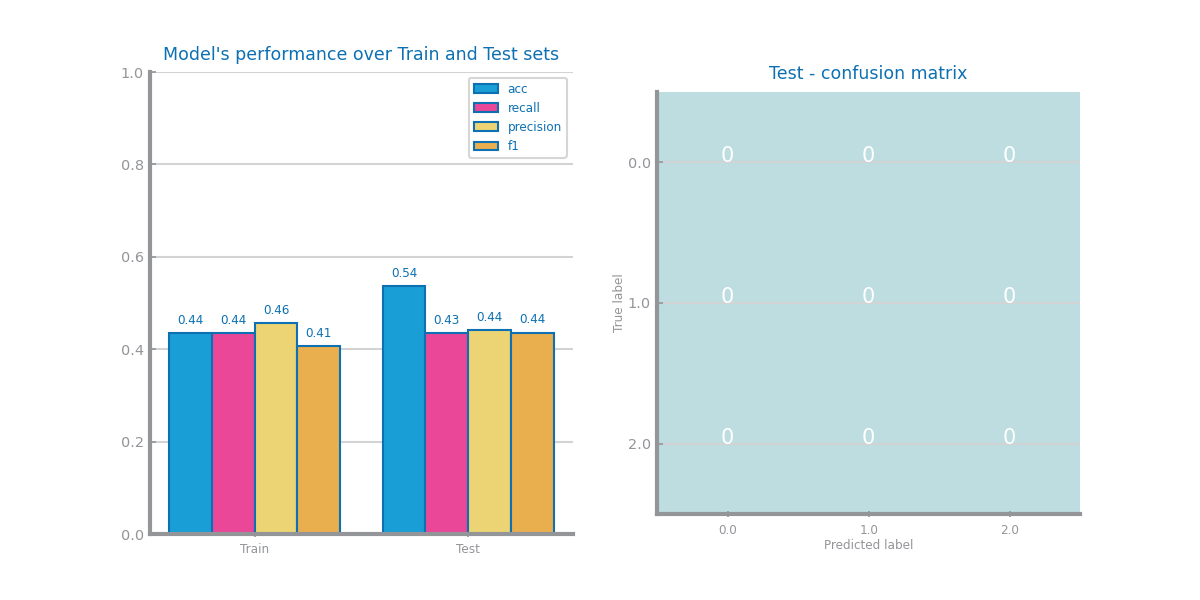 Model's performance over Train and Test sets
1.0
0.8
0.6
0.4
0.2
0.0
acc
recall
precision
f1
0.44 0.44 0.46 0.41
0.54 0.43 0.44 0.44
Train Test
Test - confusion matrix
True label
0.0 0 0 0
1.0 0 0 0
2.0 0 0 0
0.0 1.0 2.0
Predicted label